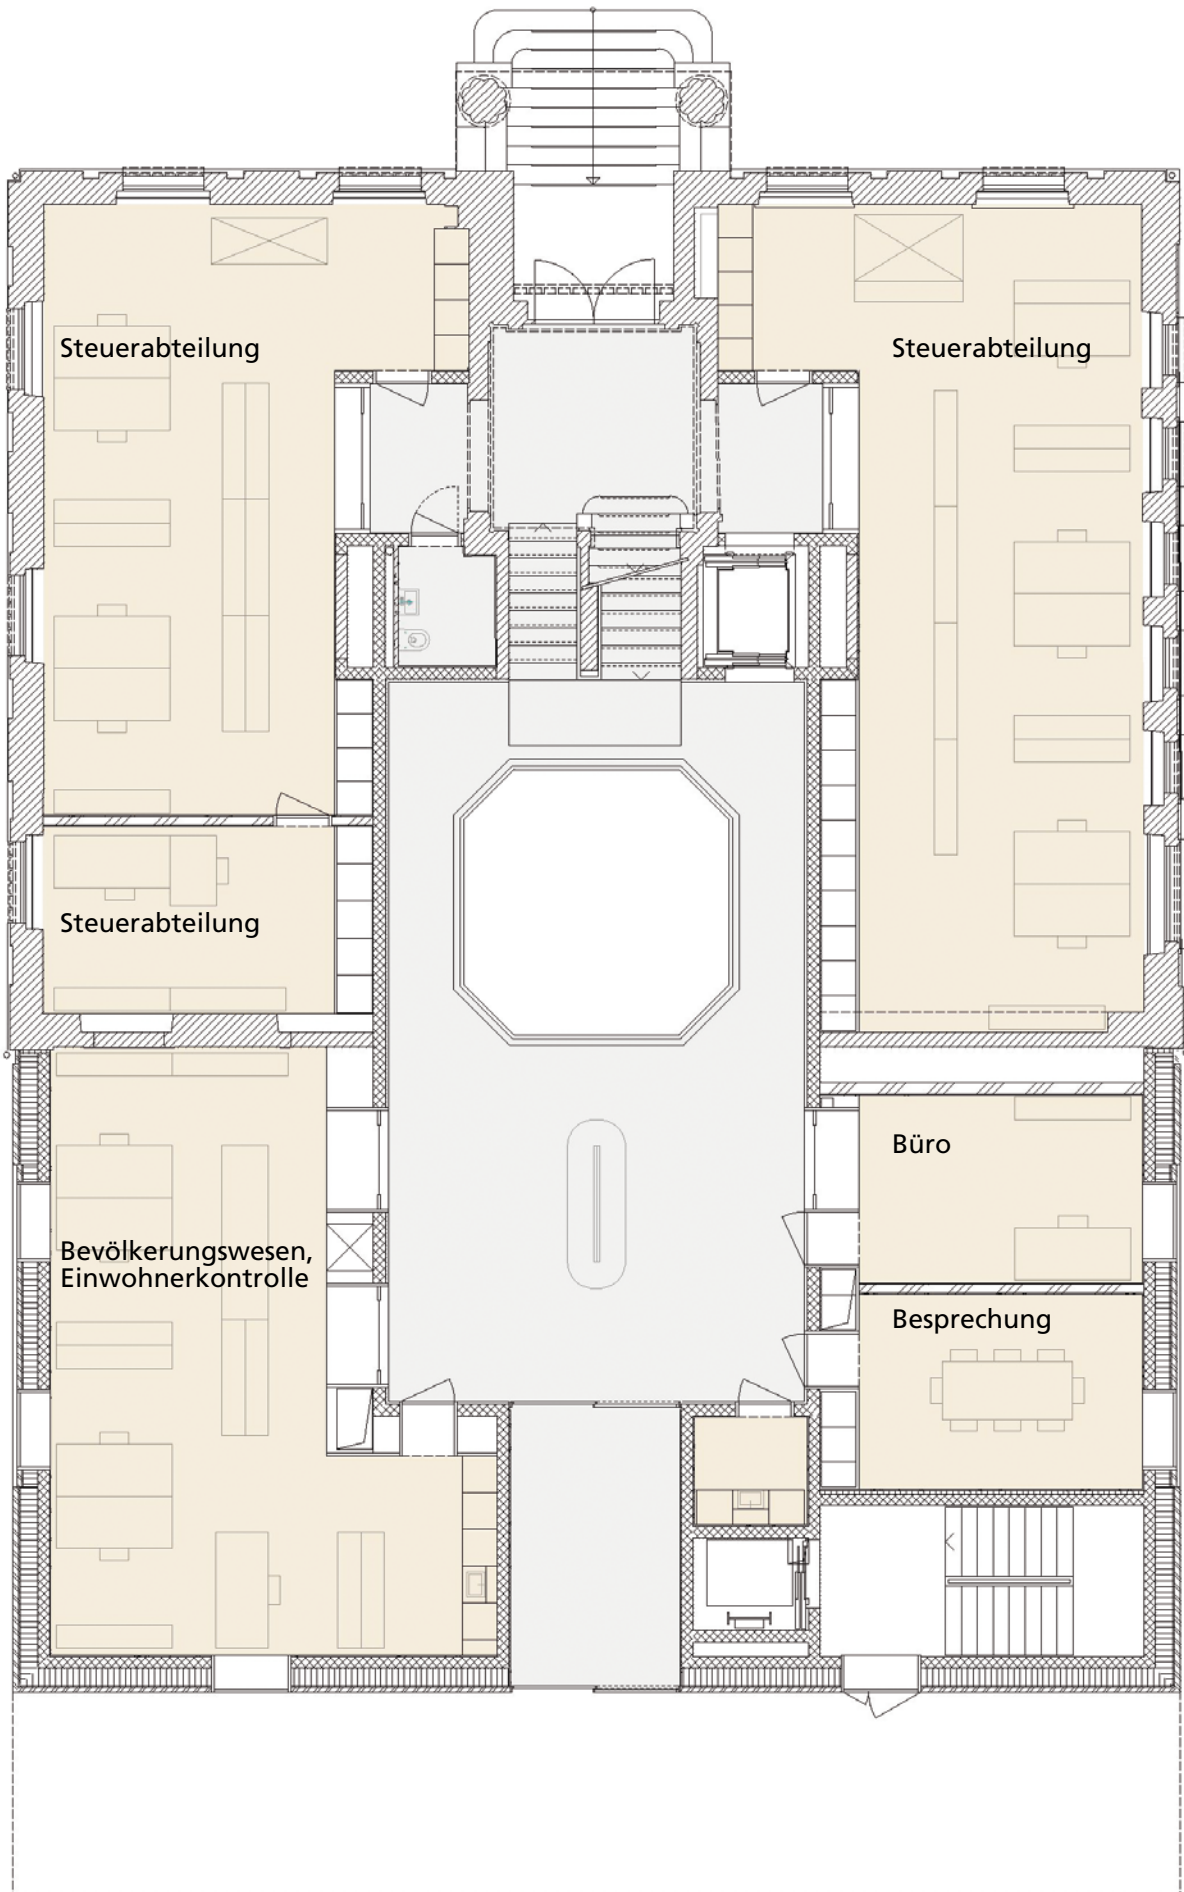 Steuerabteilung
Steuerabteilung
Steuerabteilung
Büro
Bevölkerungswesen,
Einwohnerkontrolle
Besprechung